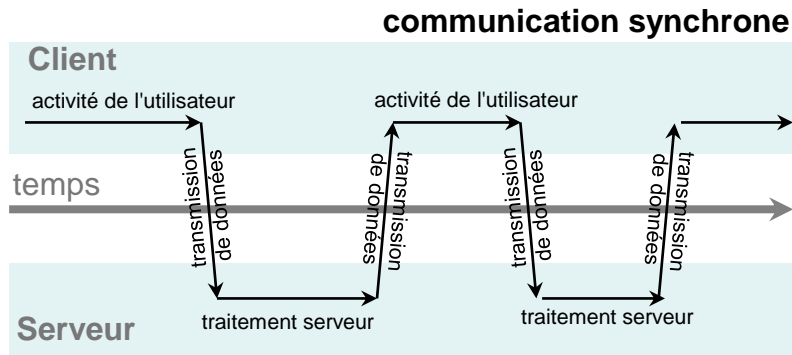 communication synchrone
Client
activité de l'utilisateur
activité de l'utilisateur
transmission
de données
transmission
de données
transmission
de données
transmission
de données
temps
traitement serveur
traitement serveur
Serveur